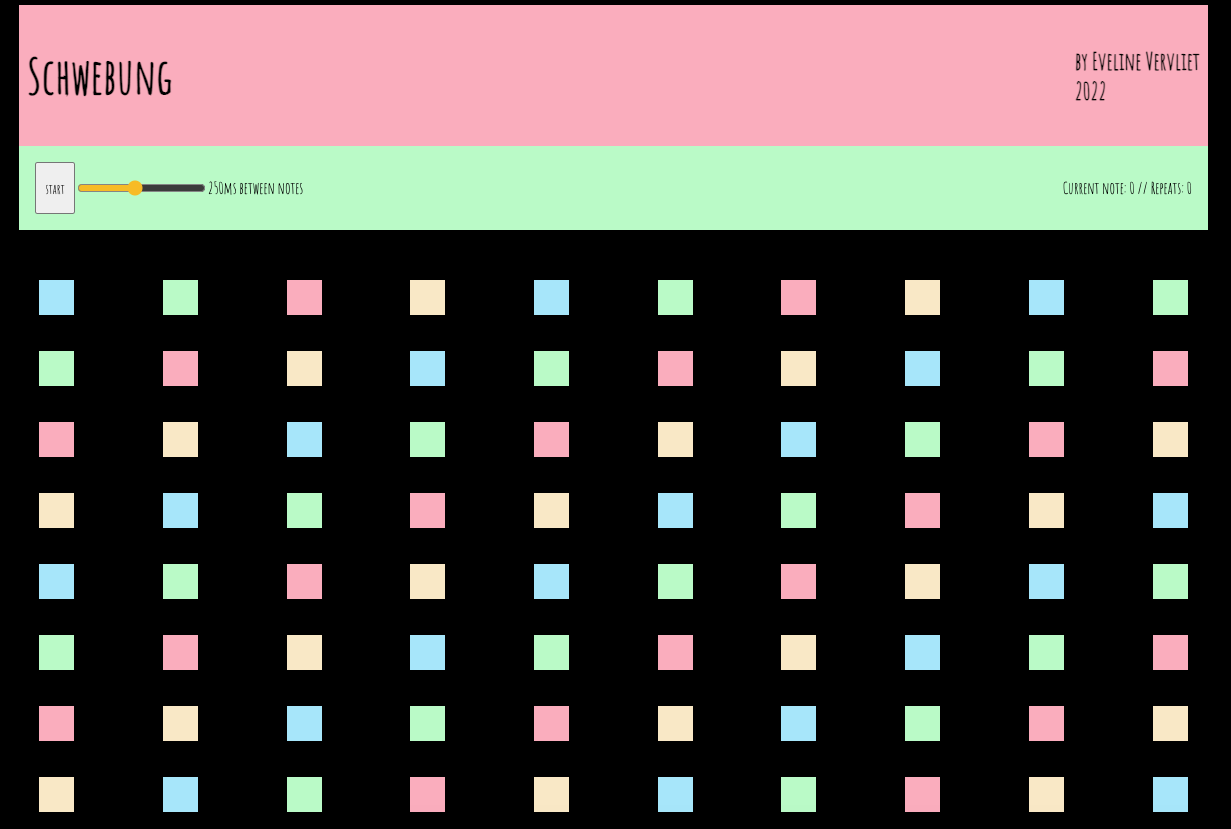 Schwebung
by Eveline Vervliet
2022
start
250ms between notes
Current note: 0 // Repeats: 0